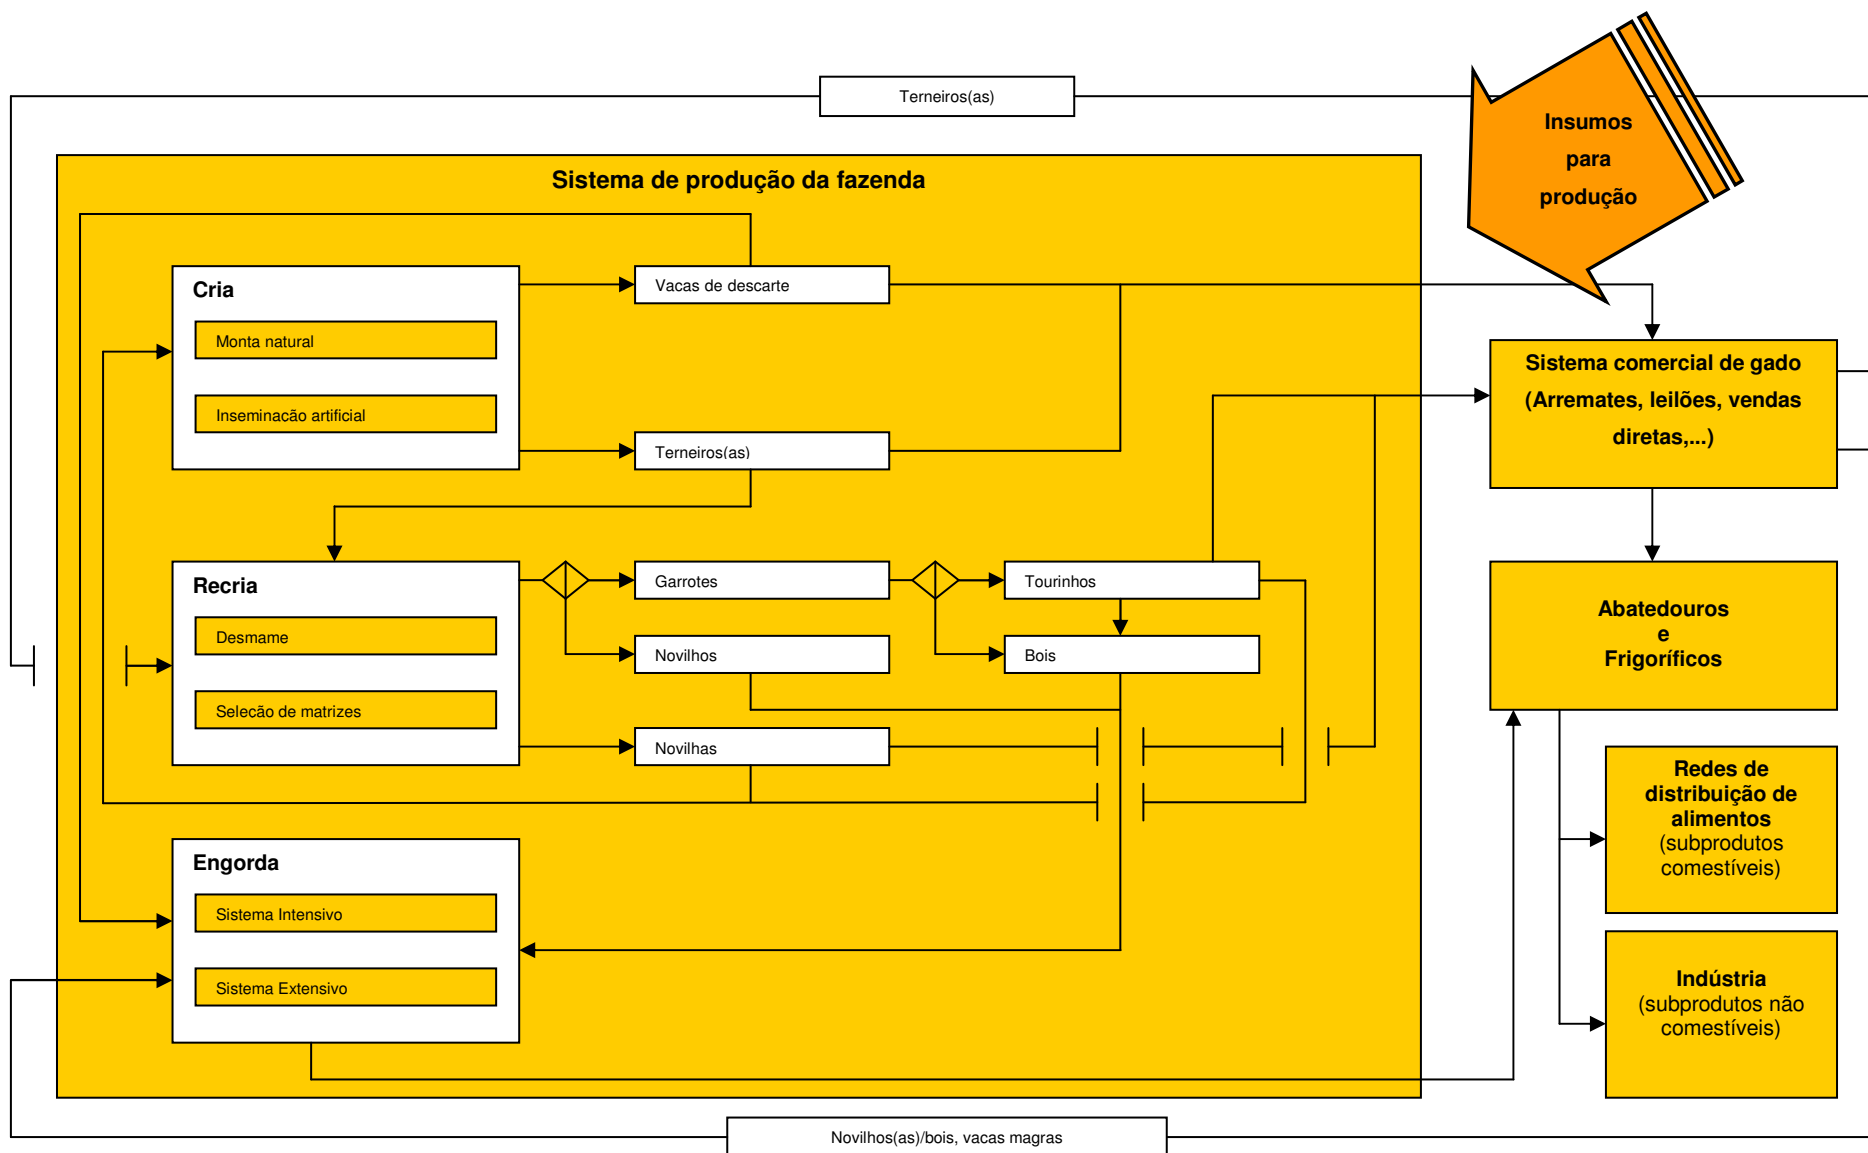 Terneiros(as)
Insumos
para
produção
Sistema de produção da fazenda
Cria
Monta natural
Inseminacão artificial
Vacas de descarte
Terneiros(as)
Sistema comercial de gado
(Arremates, leilões, vendas
diretas,...)
Recria
Desmame
Selecão de matrizes
Garrotes
Novilhos
Novilhas
Tourinhos
Bois
Abatedouros
e
Frigoríficos
Redes de
distribuição de
alimentos
(subprodutos
comestíveis)
Engorda
Sistema Intensivo
Sistema Extensivo
Indústria
(subprodutos não
comestíveis)
Novilhos(as)/bois, vacas magras